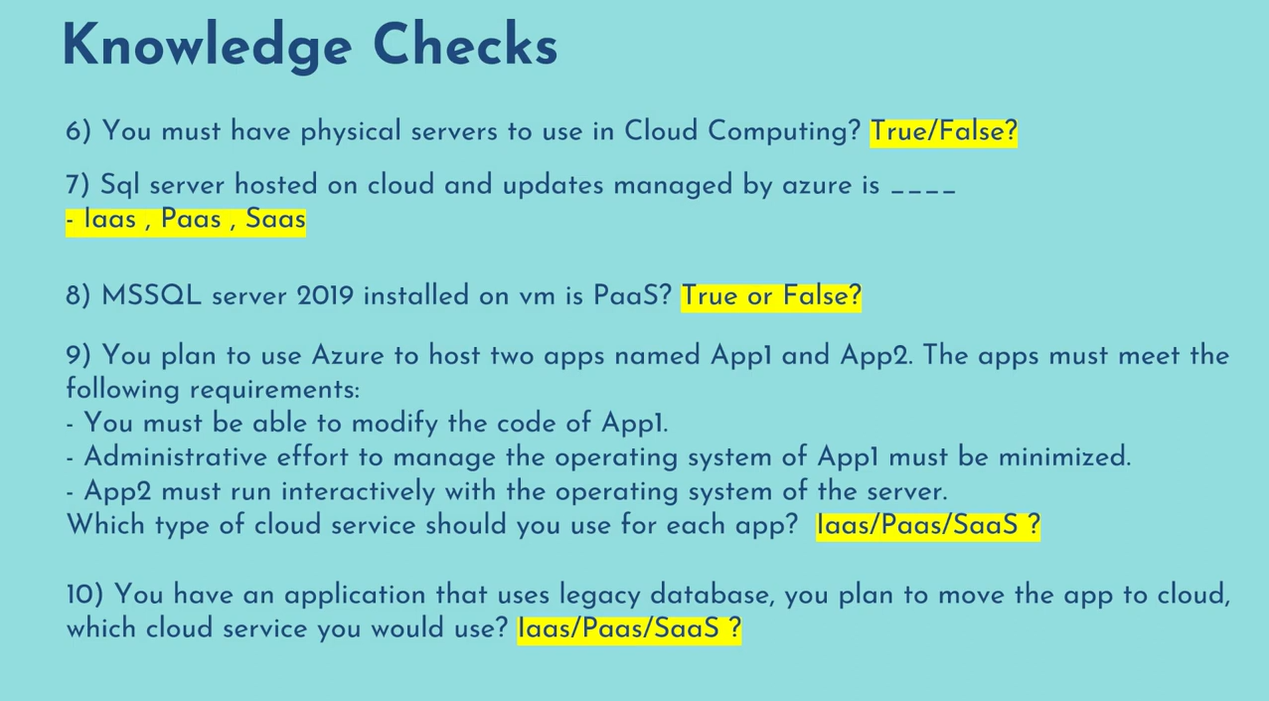 Knowledge Checks
6) You must have physical servers to use in Cloud Computing? True/False?
7) Sql server hosted on cloud and updates managed by azure is ____
- Iaas , Paas , Saas
8) MSSQL server 2019 installed on vm is PaaS? True or False?
9) You plan to use Azure to host two apps named App1 and App2. The apps must meet the
following requirements:
- You must be able to modify the code of App1.
- Administrative effort to manage the operating system of App1 must be minimized.
- App2 must run interactively with the operating system of the server.
Which type of cloud service should you use for each app? Iaas/Paas/SaaS ?
10) You have an application that uses legacy database, you plan to move the app to cloud,
which cloud service you would use? Iaas/Paas/SaaS ?